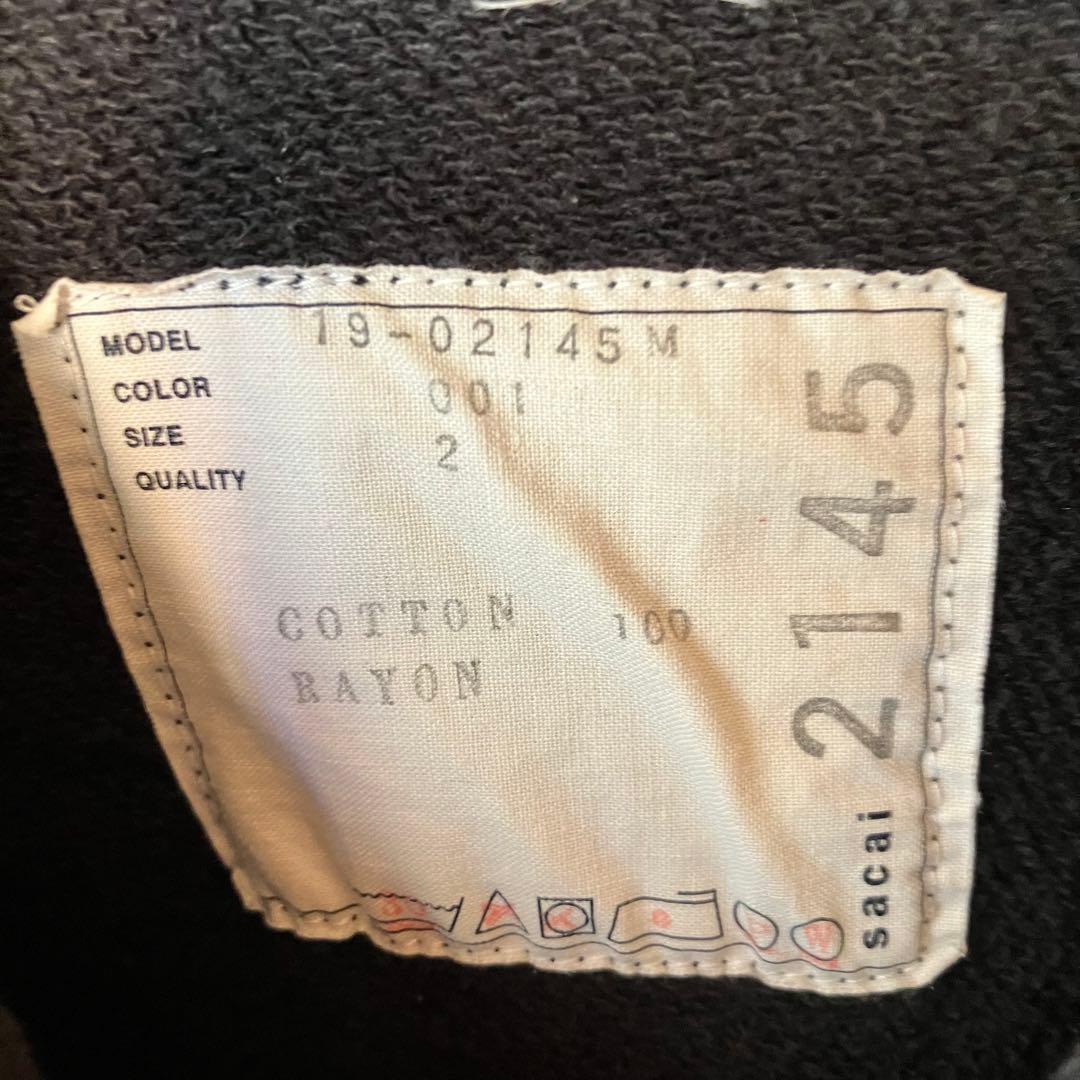 MODEL 19-02145M
COLOR 001
SIZE 2
QUALITY
COTTON 100
RAYON
sacai 2145